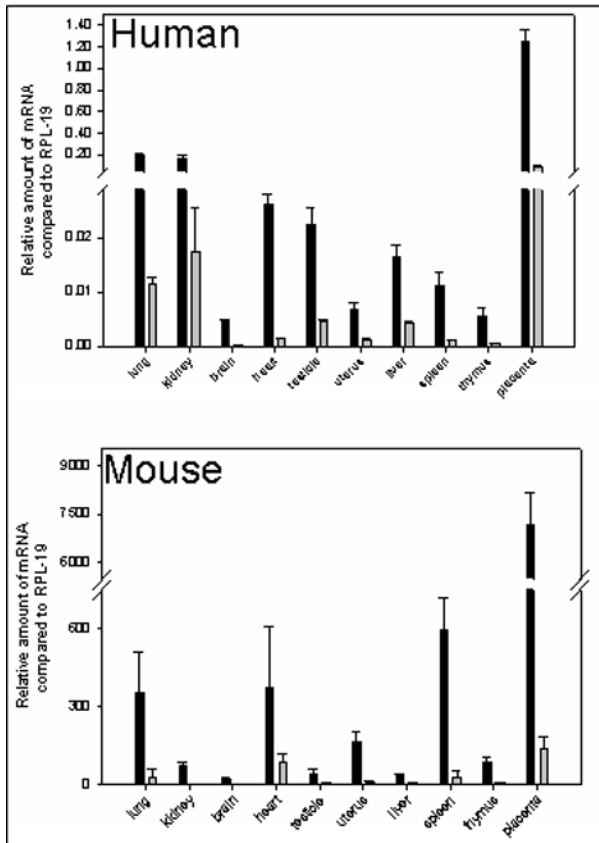 Human
Relative amount of mRNA
compared to RPL-19
1.40
1.20
1.00
0.80
0.60
0.40
0.20
0.02
0.01
0.00
lung
kidney
brain
heart
testicle
uterus
liver
spleen
thymus
placenta
Mouse
Relative amount of mRNA
compared to RPL-19
9000
7500
6000
600
300
0
lung
kidney
brain
heart
testicle
uterus
liver
spleen
thymus
placenta